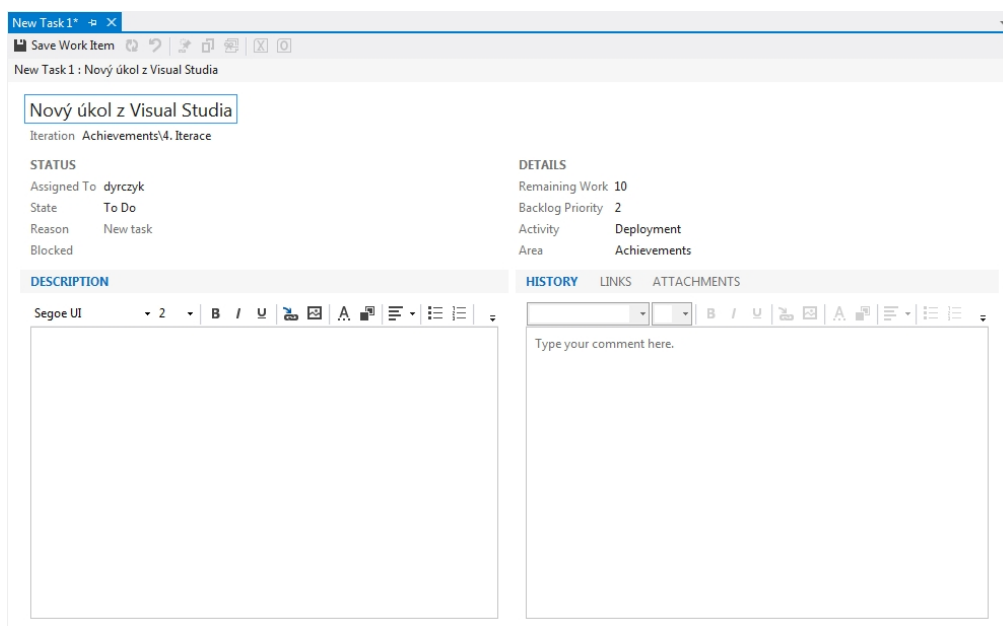 New Task 1*
Save Work Item
New Task 1 : Nový úkol z Visual Studia
Nový úkol z Visual Studia
Iteration Achievements\4. Iterace
STATUS
Assigned To dyrczyk
State To Do
Reason New task
Blocked
DETAILS
Remaining Work 10
Backlog Priority 2
Activity Deployment
Area Achievements
DESCRIPTION
Segoe UI 2 B I U A
HISTORY LINKS ATTACHMENTS
B I U A
Type your comment here.